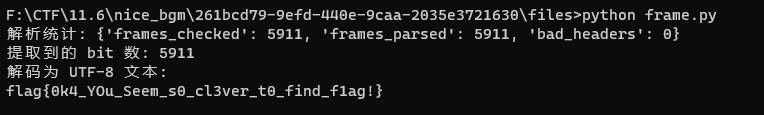 F:\CTF\11.6\nice_bgm\261bcd79-9efd-440e-9caa-2035e3721630\files>python frame.py
解析统计: {'frames_checked': 5911, 'frames_parsed': 5911, 'bad_headers': 0}
提取到的 bit 数: 5911
解码为 UTF-8 文本:
flag{0k4_YOu_Seem_s0_cl3ver_t0_find_f1ag!}